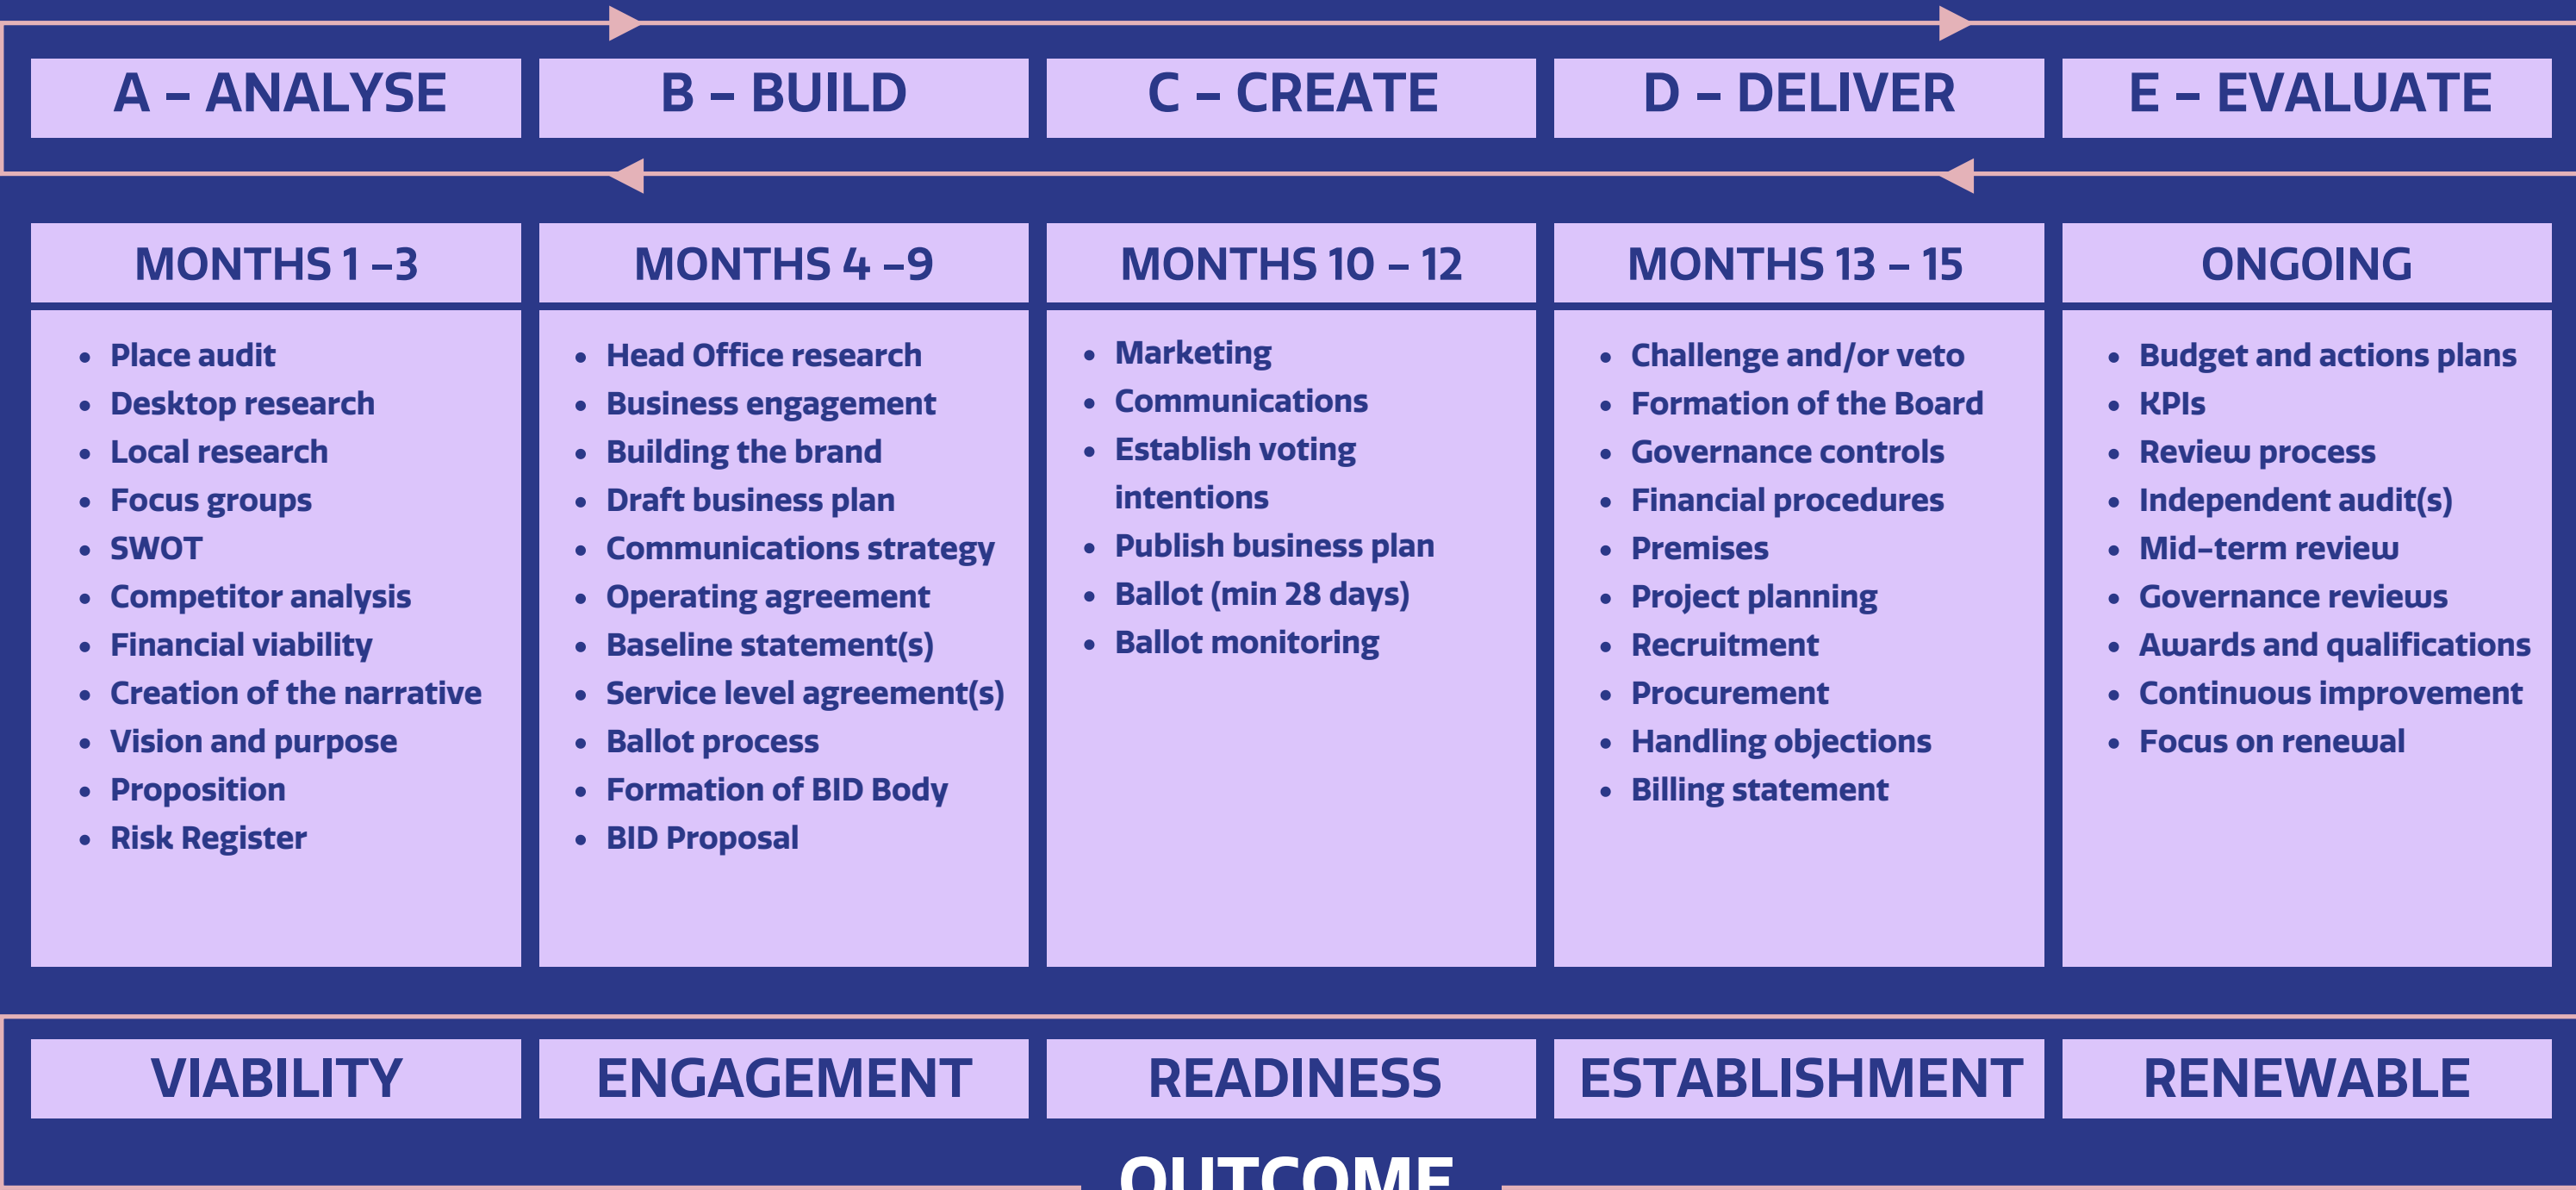 A – ANALYSE
B – BUILD
C – CREATE
D – DELIVER
E – EVALUATE
MONTHS 1 –3
MONTHS 4 –9
MONTHS 10 – 12
MONTHS 13 – 15
ONGOING
• Place audit
• Desktop research
• Local research
• Focus groups
• SWOT
• Competitor analysis
• Financial viability
• Creation of the narrative
• Vision and purpose
• Proposition
• Risk Register
• Head Office research
• Business engagement
• Building the brand
• Draft business plan
• Communications strategy
• Operating agreement
• Baseline statement(s)
• Service level agreement(s)
• Ballot process
• Formation of BID Body
• BID Proposal
• Marketing
• Communications
• Establish voting
intentions
• Publish business plan
• Ballot (min 28 days)
• Ballot monitoring
• Challenge and/or veto
• Formation of the Board
• Governance controls
• Financial procedures
• Premises
• Project planning
• Recruitment
• Procurement
• Handling objections
• Billing statement
• Budget and actions plans
• KPIs
• Review process
• Independent audit(s)
• Mid–term review
• Governance reviews
• Awards and qualifications
• Continuous improvement
• Focus on renewal
VIABILITY
ENGAGEMENT
READINESS
ESTABLISHMENT
RENEWABLE
OUTCOME